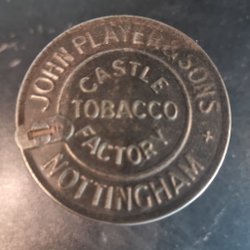 JOHN PLAYER & SONS
NOTTINGHAM
CASTLE
TOBACCO
FACTORY